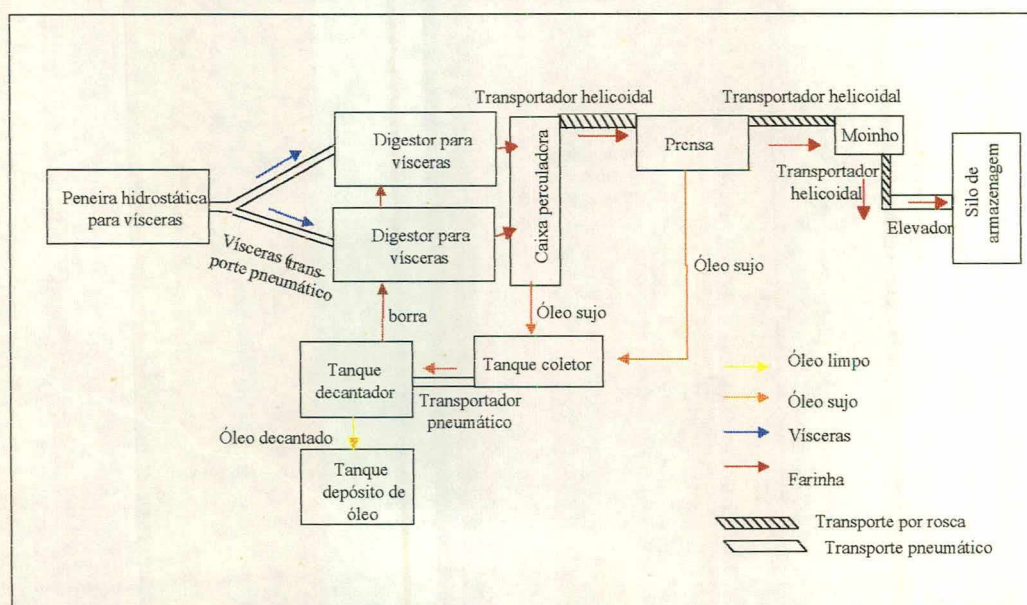 Transportador helicoidal
Transportador helicoidal
Peneira hidrostática
para vísceras
Digestor para
vísceras
Digestor para
vísceras
Vísceras (trans-
porte pneumático
Caixa perculadora
Prensa
Moinho
Transportador
helicoidal
Elevador
Silo de
armazenagem
Óleo sujo
Óleo sujo
borra
Tanque
decantador
Tanque coletor
Transportador
pneumático
Óleo decantado
Tanque
depósito de
óleo
Óleo limpo
Óleo sujo
Vísceras
Farinha
Transporte por rosca
Transporte pneumático